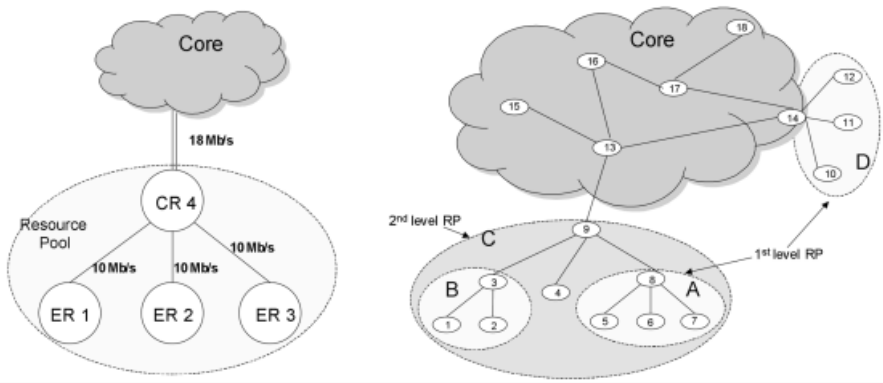 Core
18 Mb/s
CR 4
Resource
Pool
10 Mb/s
10 Mb/s
10 Mb/s
ER 1
ER 2
ER 3
Core
18
16
17
15
13
14
12
11
10
D
2nd level RP
C
9
1st level RP
B
3
4
8
A
1
2
5
6
7